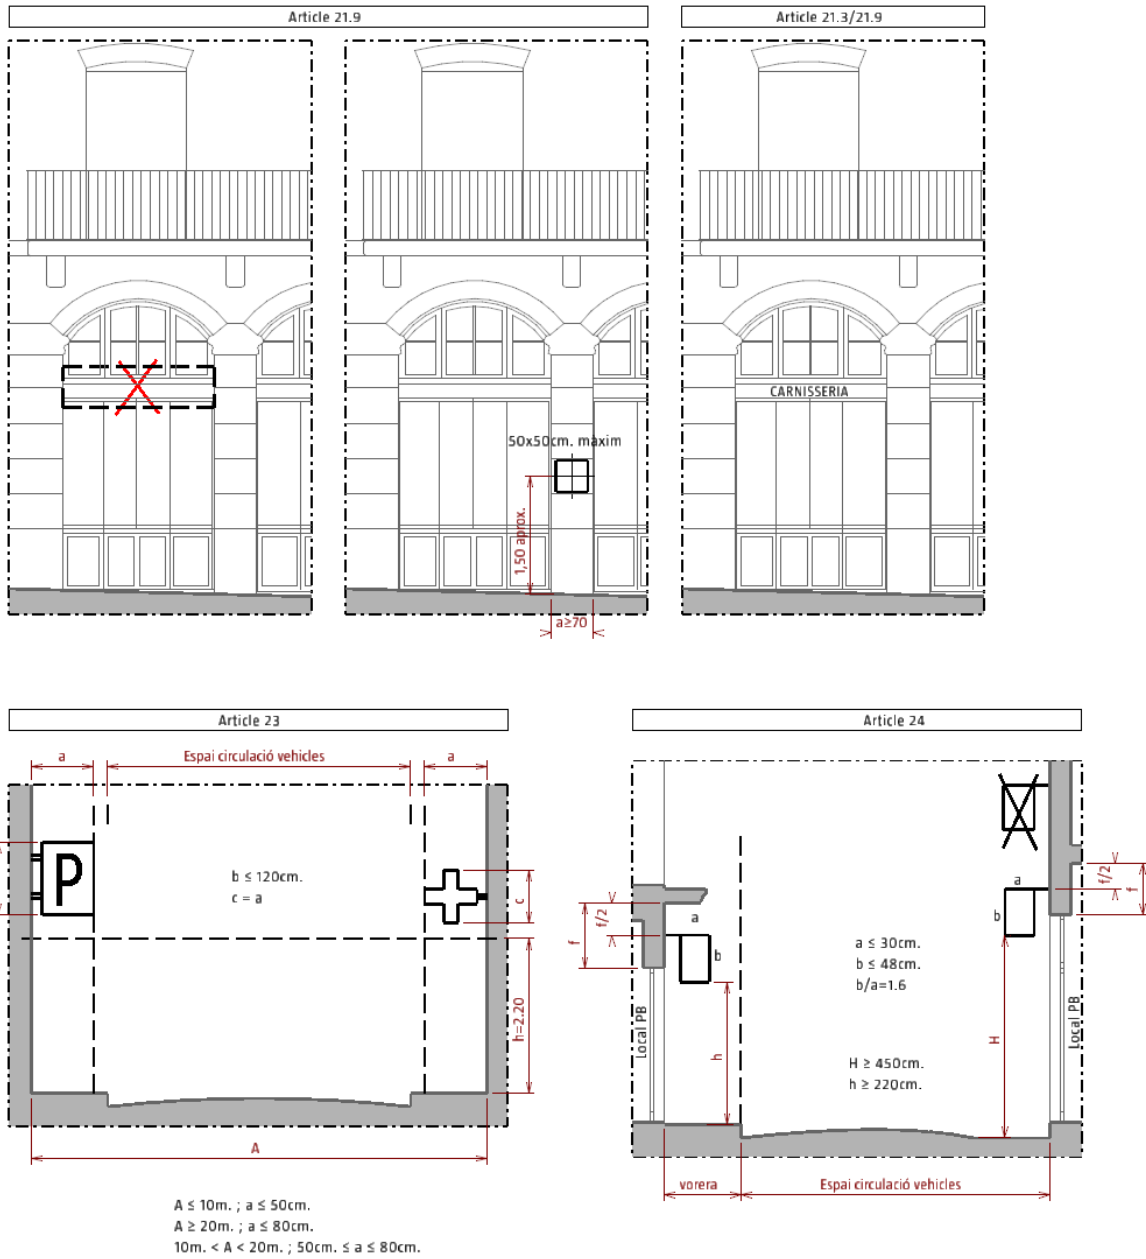 Article 21.9
Article 21.3/21.9
CARNISSERIA
50x50cm. màxim
1,50 aprox.
a≥70
Article 23
Article 24
a
Espai circulació vehicles
a
P
b ≤ 120cm.
c = a
c
h=2.20
A
A ≤ 10m. ; a ≤ 50cm.
A ≥ 20m. ; a ≤ 80cm.
10m. < A < 20m. ; 50cm. ≤ a ≤ 80cm.
f
f/2
a
b
h
Local PB
a ≤ 30cm.
b ≤ 48cm.
b/a=1.6
H ≥ 450cm.
h ≥ 220cm.
a
b
f/2
f
H
Local PB
vorera
Espai circulació vehicles